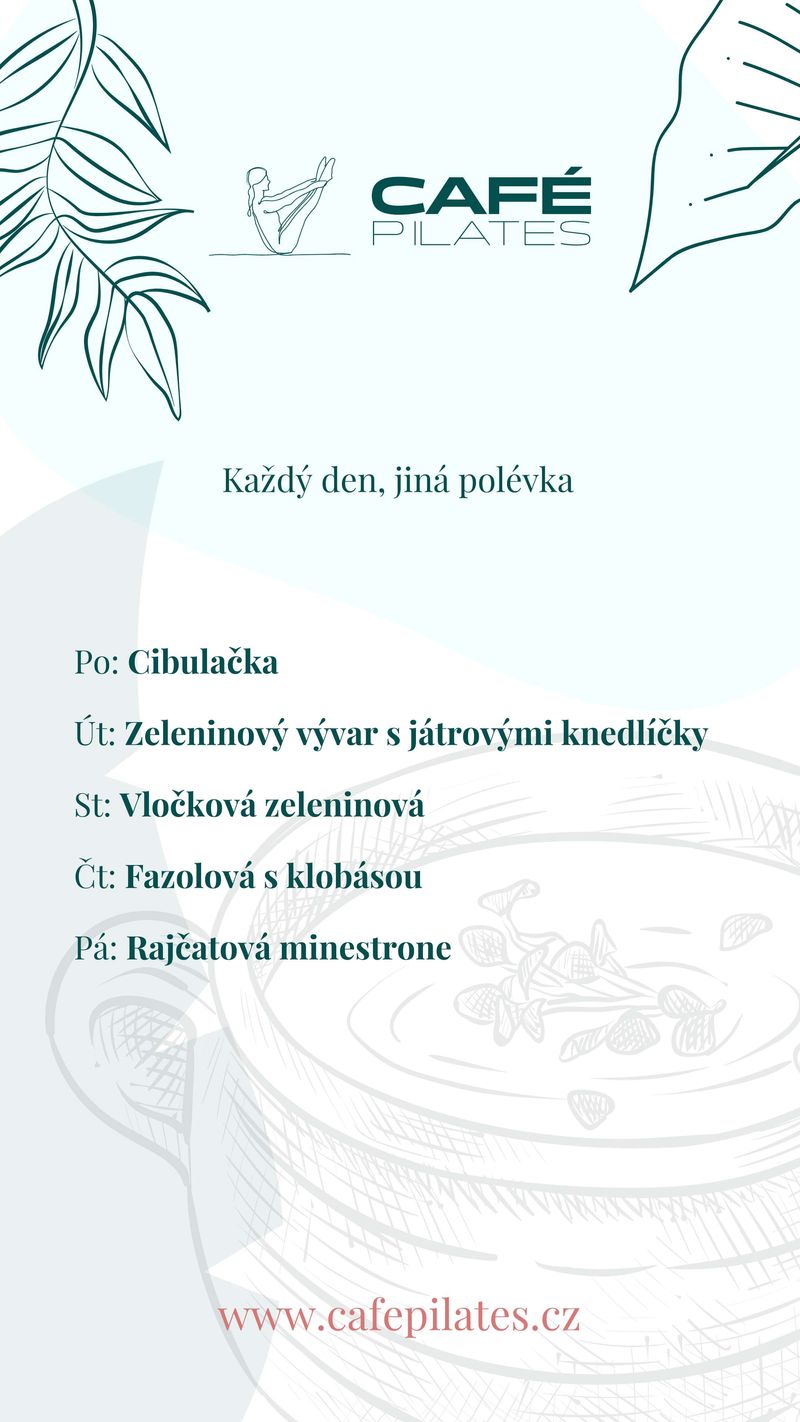 CAFÉ
PILATES
Každý den, jiná polévka
Po: Cibulačka
Út: Zeleninový vývar s játrovými knedlíčky
St: Vločková zeleninová
Čt: Fazolová s klobásou
Pá: Rajčatová minestrone
www.cafepilates.cz